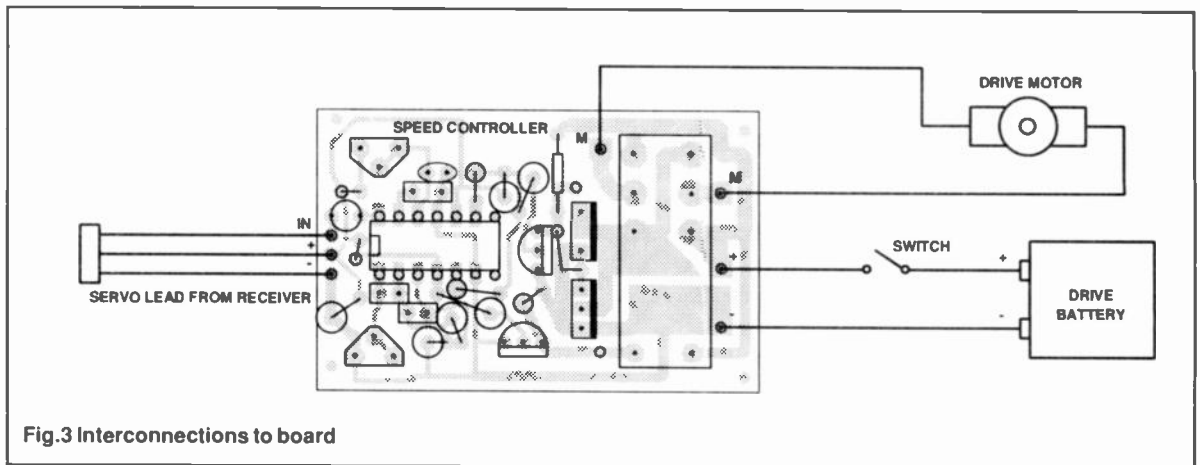 DRIVE MOTOR
SPEED CONTROLLER
M
M
IN
+
-
SERVO LEAD FROM RECEIVER
+
-
SWITCH
+
-
DRIVE
BATTERY
Fig.3 Interconnections to board